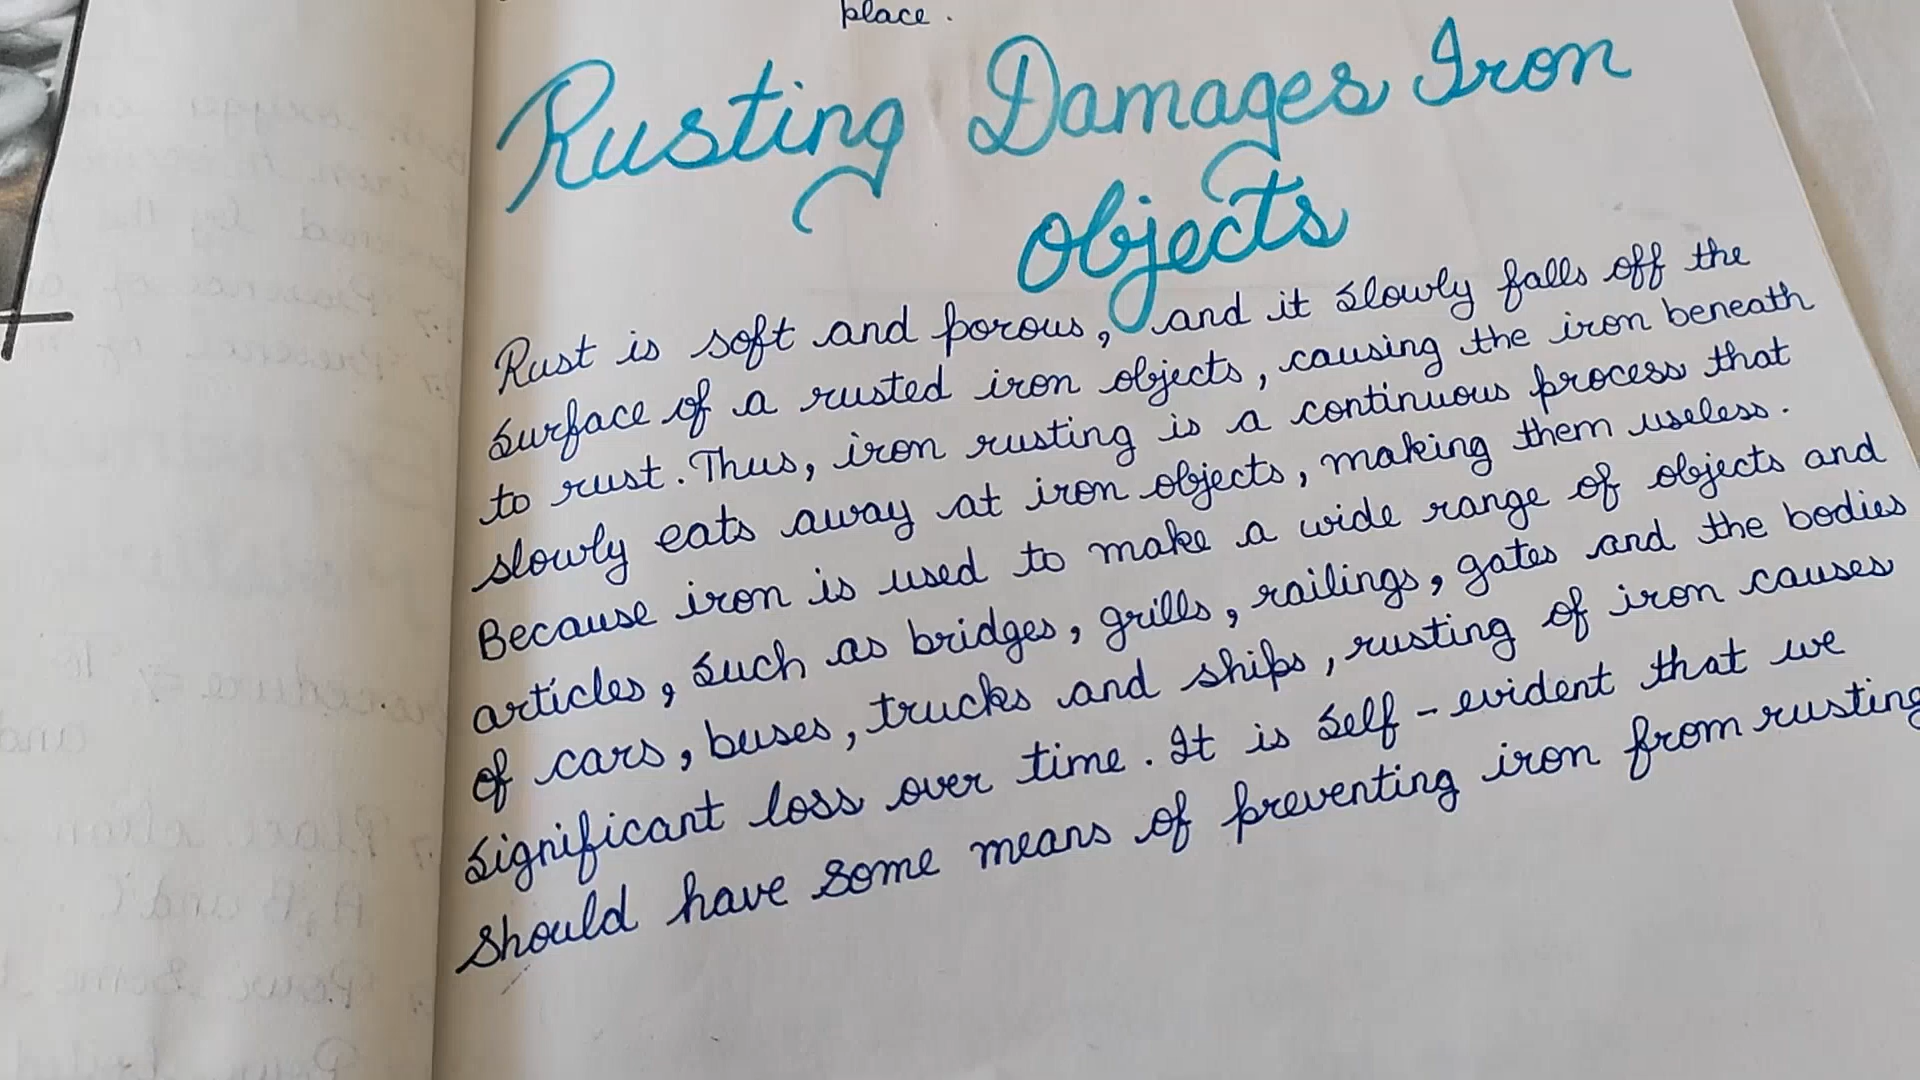 place.
Rusting Damages Iron
Objects
Rust is soft and porous, and it slowly falls off the
surface of a rusted iron objects, causing the iron beneath
to rust. Thus, iron rusting is a continuous process that
slowly eats away at iron objects, making them useless.
Because iron is used to make a wide range of objects and
articles, such as bridges, grills, railings, gates and the bodies
of cars, buses, trucks and ships, rusting of iron causes
significant loss over time. It is self-evident that we
should have some means of preventing iron from rusting